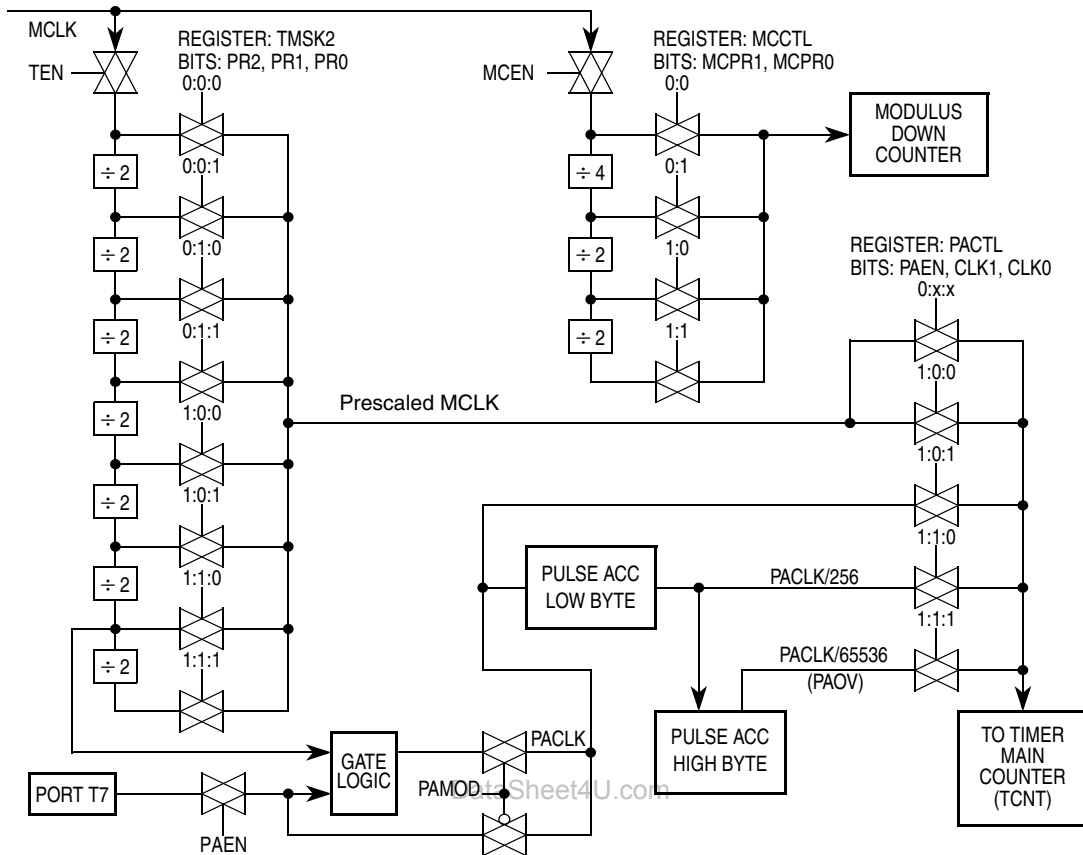 MCLK
REGISTER: TMSK2
BITS: PR2, PR1, PR0
TEN
0:0:0
0:0:1
0:1:0
0:1:1
1:0:0
1:0:1
1:1:0
1:1:1
÷ 2
÷ 2
÷ 2
÷ 2
÷ 2
÷ 2
÷ 2
REGISTER: MCCTL
BITS: MCPR1, MCPR0
MCEN
0:0
0:1
1:0
1:1
÷ 4
÷ 2
÷ 2
MODULUS
DOWN
COUNTER
REGISTER: PACTL
BITS: PAEN, CLK1, CLK0
0:x:x
1:0:0
1:0:1
1:1:0
1:1:1
Prescaled MCLK
PULSE ACC
LOW BYTE
PACLK/256
PACLK/65536
(PAOV)
PULSE ACC
HIGH BYTE
TO TIMER
MAIN
COUNTER
(TCNT)
PACLK
GATE
LOGIC
PORT T7
PAMOD
PAEN
DataSheet4U.com